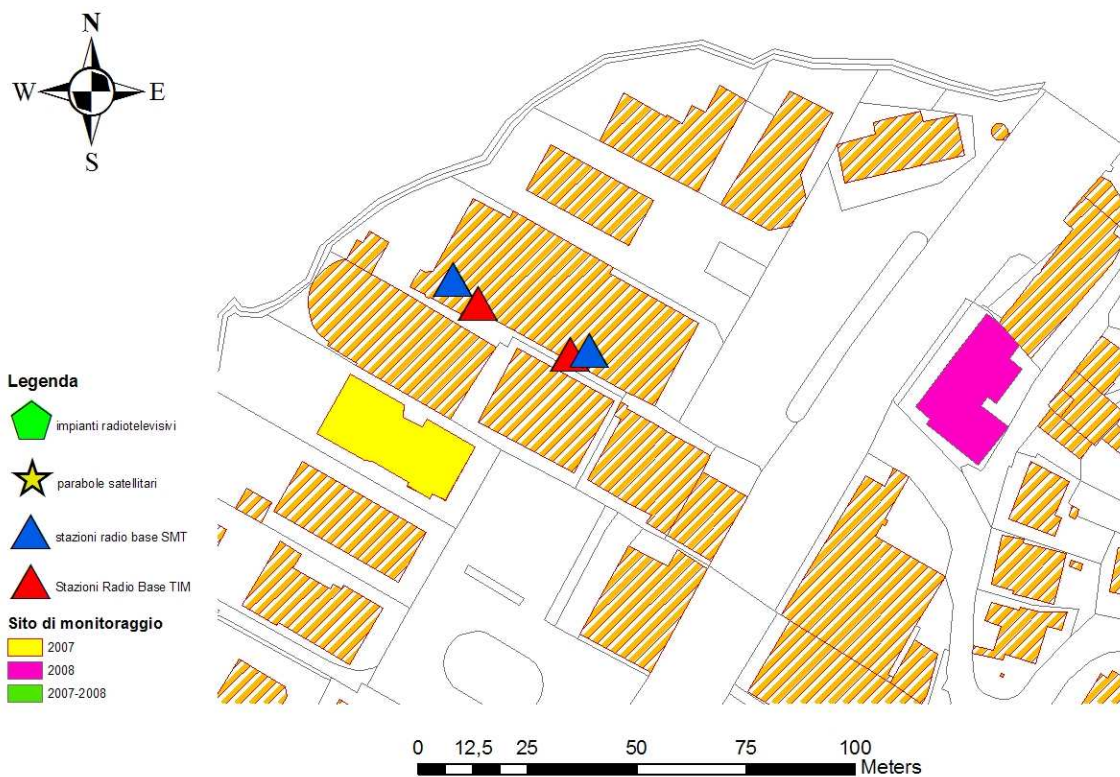 N
W E
S
Legenda
impianti radiotelevisivi
parabole satellitari
stazioni radio base SMT
Stazioni Radio Base TIM
Sito di monitoraggio
2007
2008
2007-2008
0 12,5 25 50 75 100
Meters